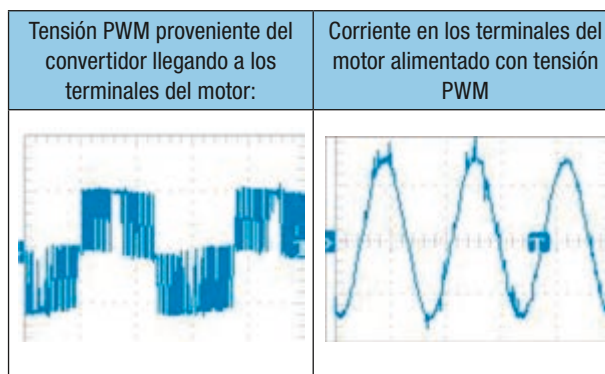 Tensión PWM proveniente del
convertidor llegando a los
terminales del motor:
Corriente en los terminales del
motor alimentado con tensión
PWM